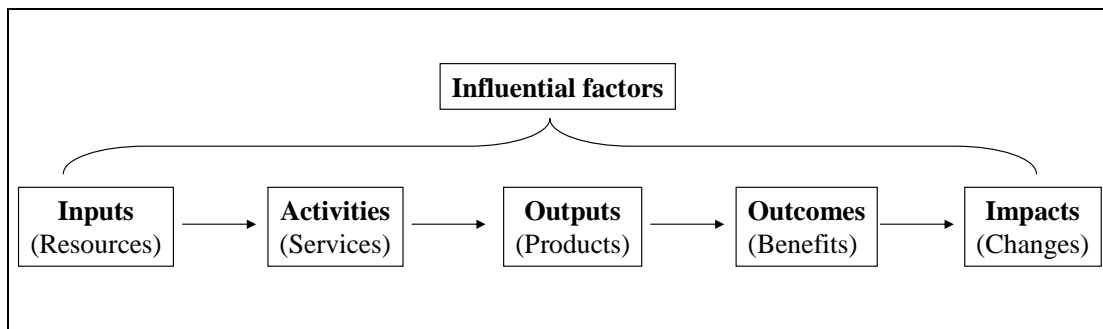 Influential factors
Inputs
(Resources)
Activities
(Services)
Outputs
(Products)
Outcomes
(Benefits)
Impacts
(Changes)